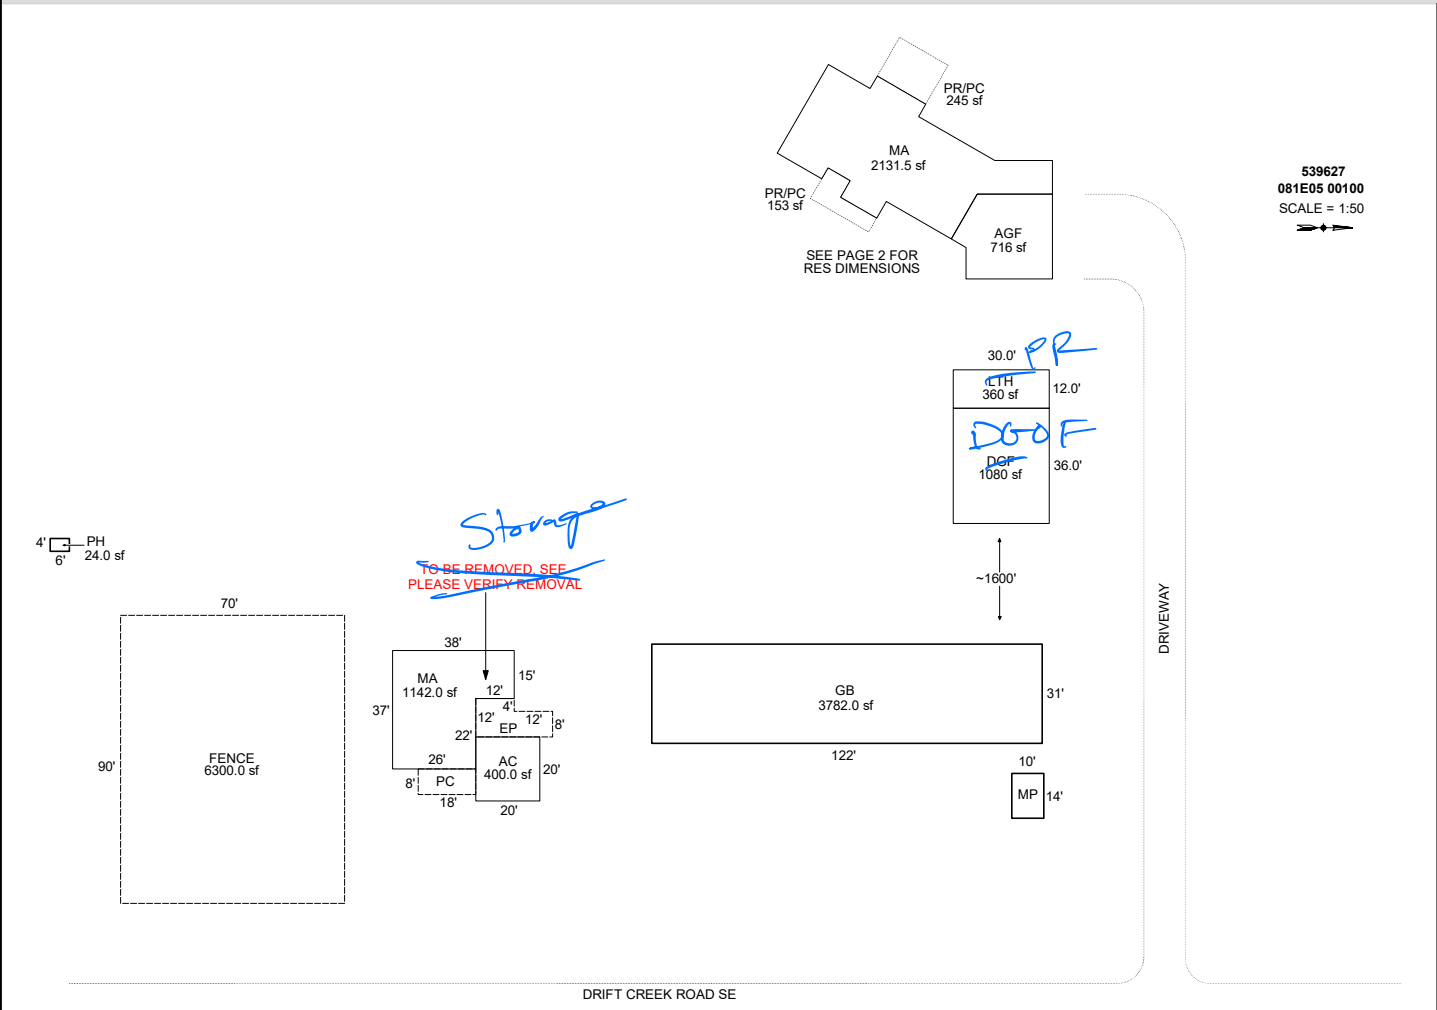 PR/PC
245 sf
MA
2131.5 sf
PR/PC
153 sf
AGF
716 sf
SEE PAGE 2 FOR
RES DIMENSIONS
539627
081E05 00100
SCALE = 1:50
30.0' PR
LTH
360 sf
12.0'
DGOF
DGF
1080 sf
36.0'
~1600'
4'
PH
24.0 sf
6'
Storage
TO BE REMOVED, SEE
PLEASE VERIFY REMOVAL
70'
90'
FENCE
6300.0 sf
38'
MA
1142.0 sf
15'
12'
37'
12'
4'
12'
8'
EP
22'
26'
AC
400.0 sf
20'
8'
PC
18'
20'
GB
3782.0 sf
31'
122'
10'
MP
14'
DRIVEWAY
DRIFT CREEK ROAD SE